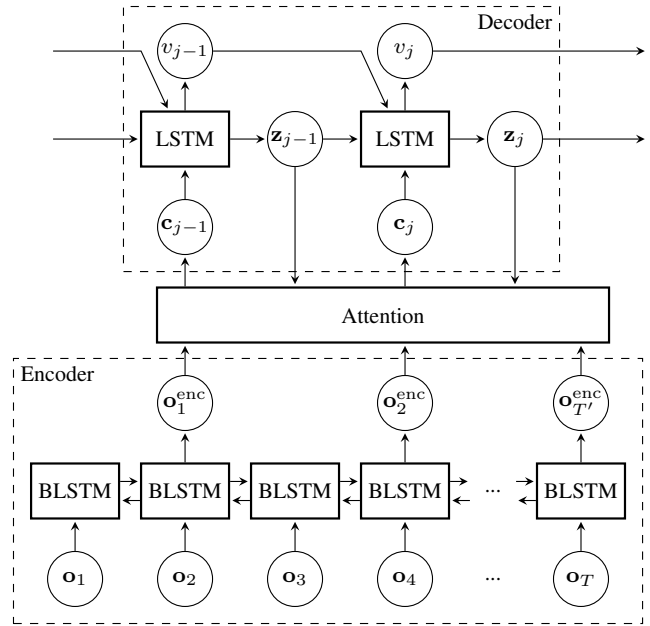 Decoder
v_{j−1} v_j
LSTM z_{j−1} LSTM z_j
c_{j−1} c_j
Attention
Encoder
o_1^{enc} o_2^{enc} o_{T′}^{enc}
BLSTM BLSTM BLSTM BLSTM ... BLSTM
o_1 o_2 o_3 o_4 ... o_T